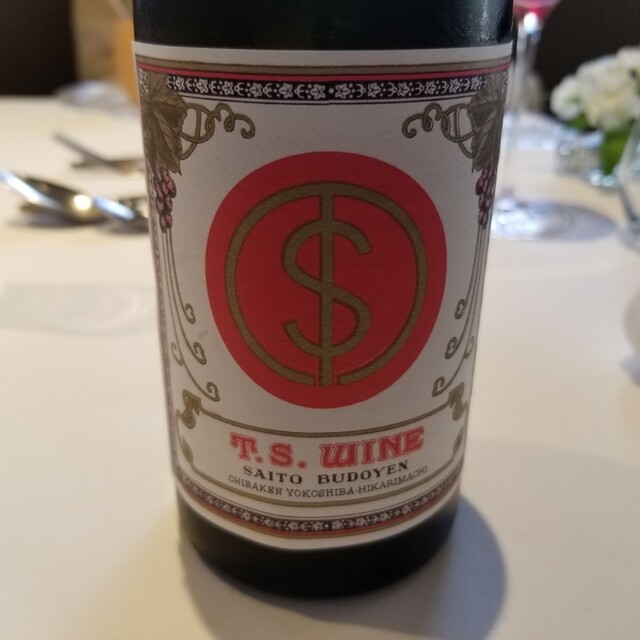 T.S. WINE
SAITO BUDOYEN
CHIBAKEN YOKOSHIBA-HIKARIMACHI